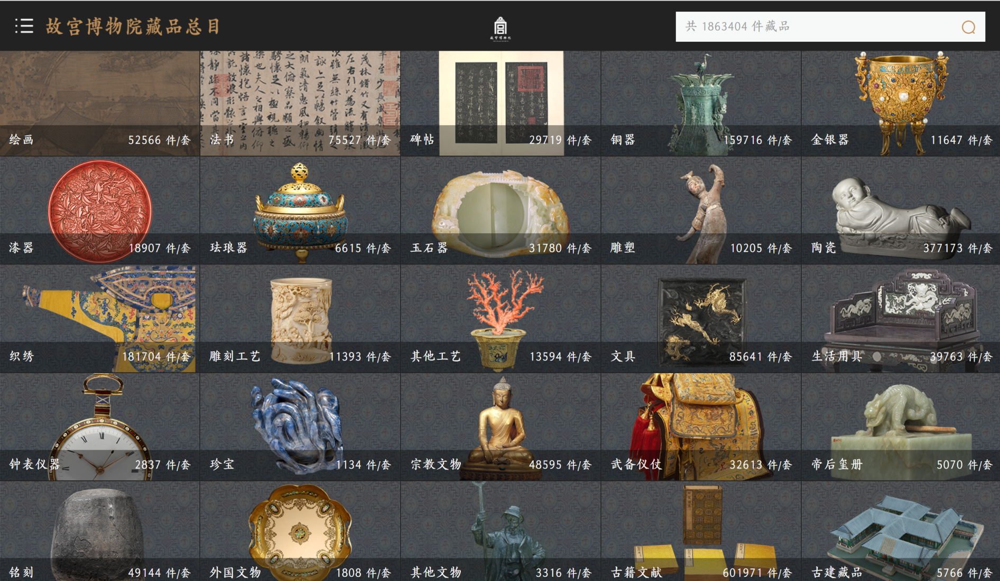 故宫博物院藏品总目
故宫博物院
共 1863404 件藏品
绘画 52566 件/套
法书 75527 件/套
碑帖 29719 件/套
铜器 159716 件/套
金银器 11647 件/套
漆器 18907 件/套
珐琅器 6615 件/套
玉石器 31780 件/套
雕塑 10205 件/套
陶瓷 377173 件/套
织绣 181704 件/套
雕刻工艺 11393 件/套
其他工艺 13594 件/套
文具 85641 件/套
生活用具 39763 件/套
钟表仪器 2837 件/套
珍宝 1134 件/套
宗教文物 48595 件/套
武备仪仗 32613 件/套
帝后玺册 5070 件/套
铭刻 49144 件/套
外国文物 1808 件/套
其他文物 3316 件/套
古籍文献 601971 件/套
古建藏品 5766 件/套